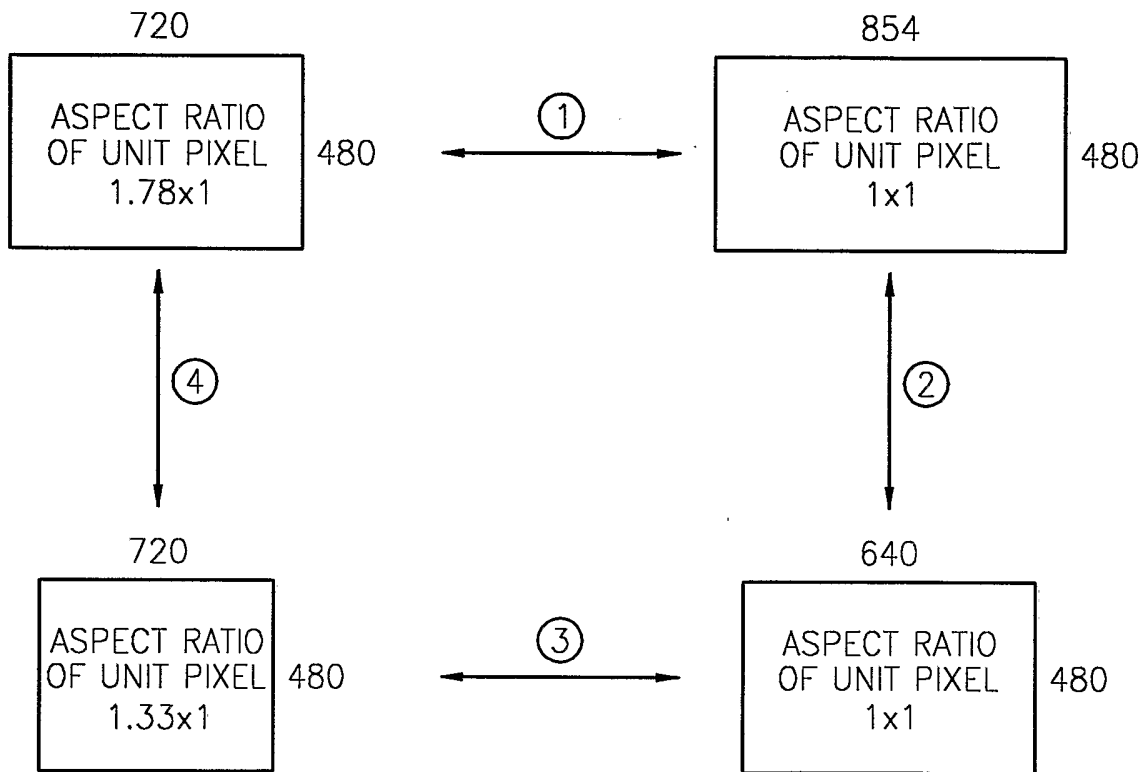 720
ASPECT RATIO
OF UNIT PIXEL
1.78x1
480
1
854
ASPECT RATIO
OF UNIT PIXEL
1x1
480
4
2
720
ASPECT RATIO
OF UNIT PIXEL
1.33x1
480
3
640
ASPECT RATIO
OF UNIT PIXEL
1x1
480